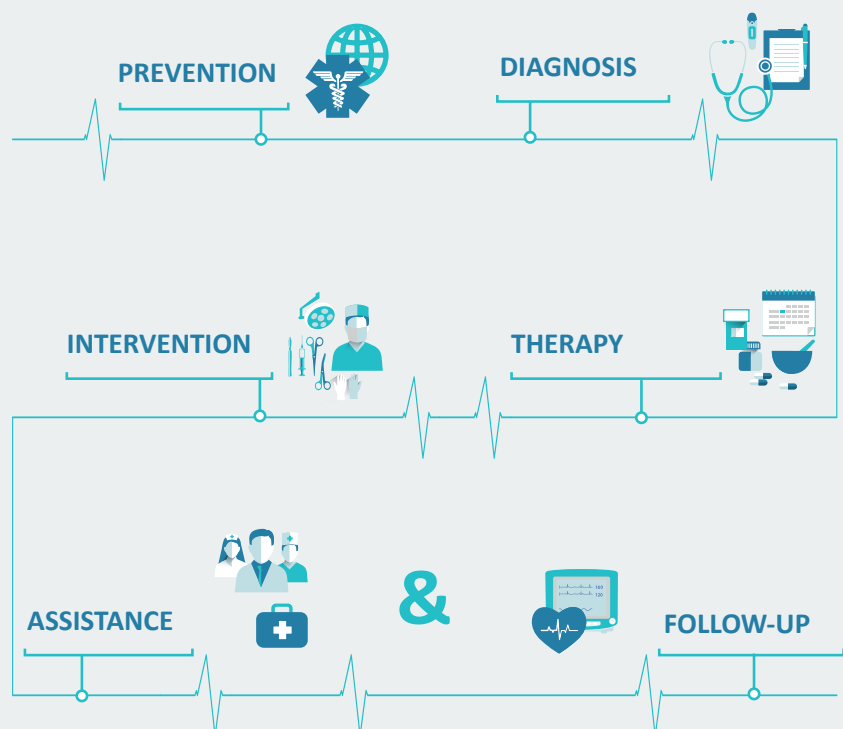 PREVENTION
DIAGNOSIS
INTERVENTION
THERAPY
ASSISTANCE
&
FOLLOW-UP